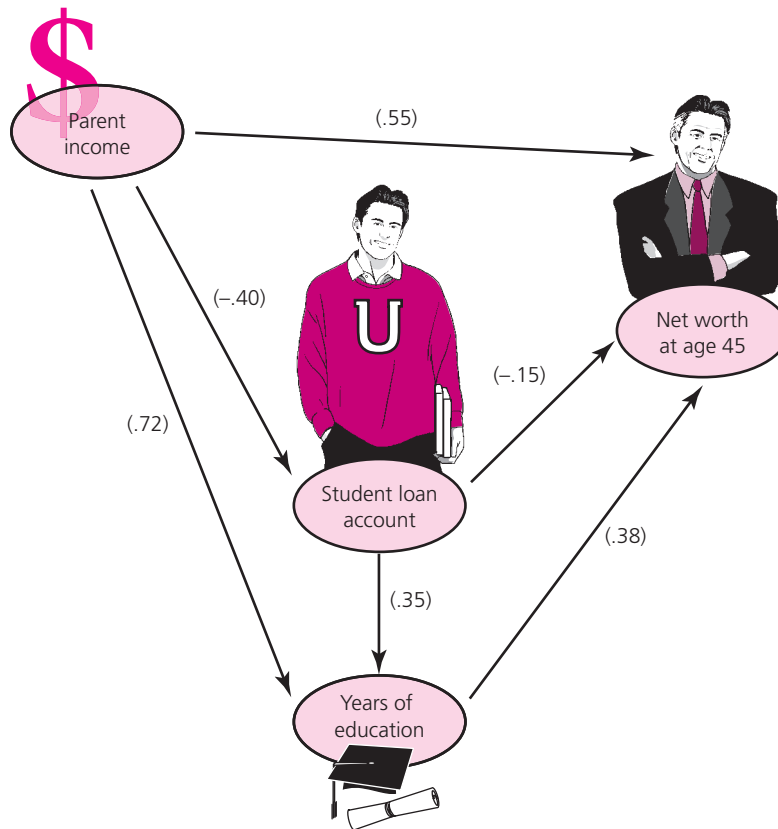 $
Parent
income
(.55)
U
(–.40)
Net worth
at age 45
(–.15)
(.72)
Student loan
account
(.38)
(.35)
Years of
education